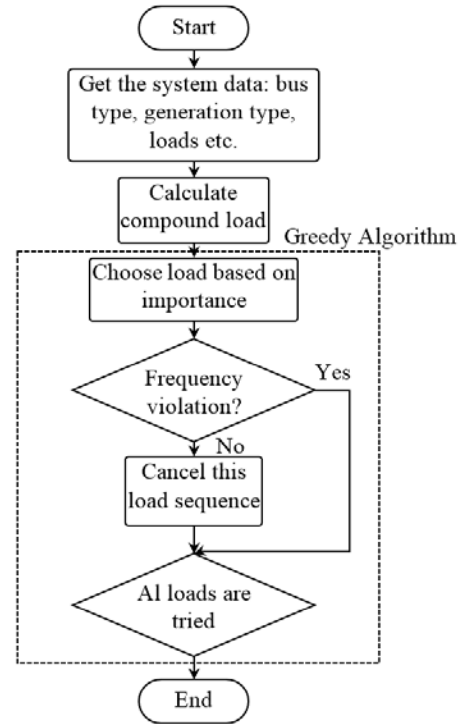 Start
Get the system data: bus
type, generation type,
loads etc.
Calculate
compound load
Greedy Algorithm
Choose load based on
importance
Frequency
violation?
Yes
No
Cancel this
load sequence
Al loads are
tried
End